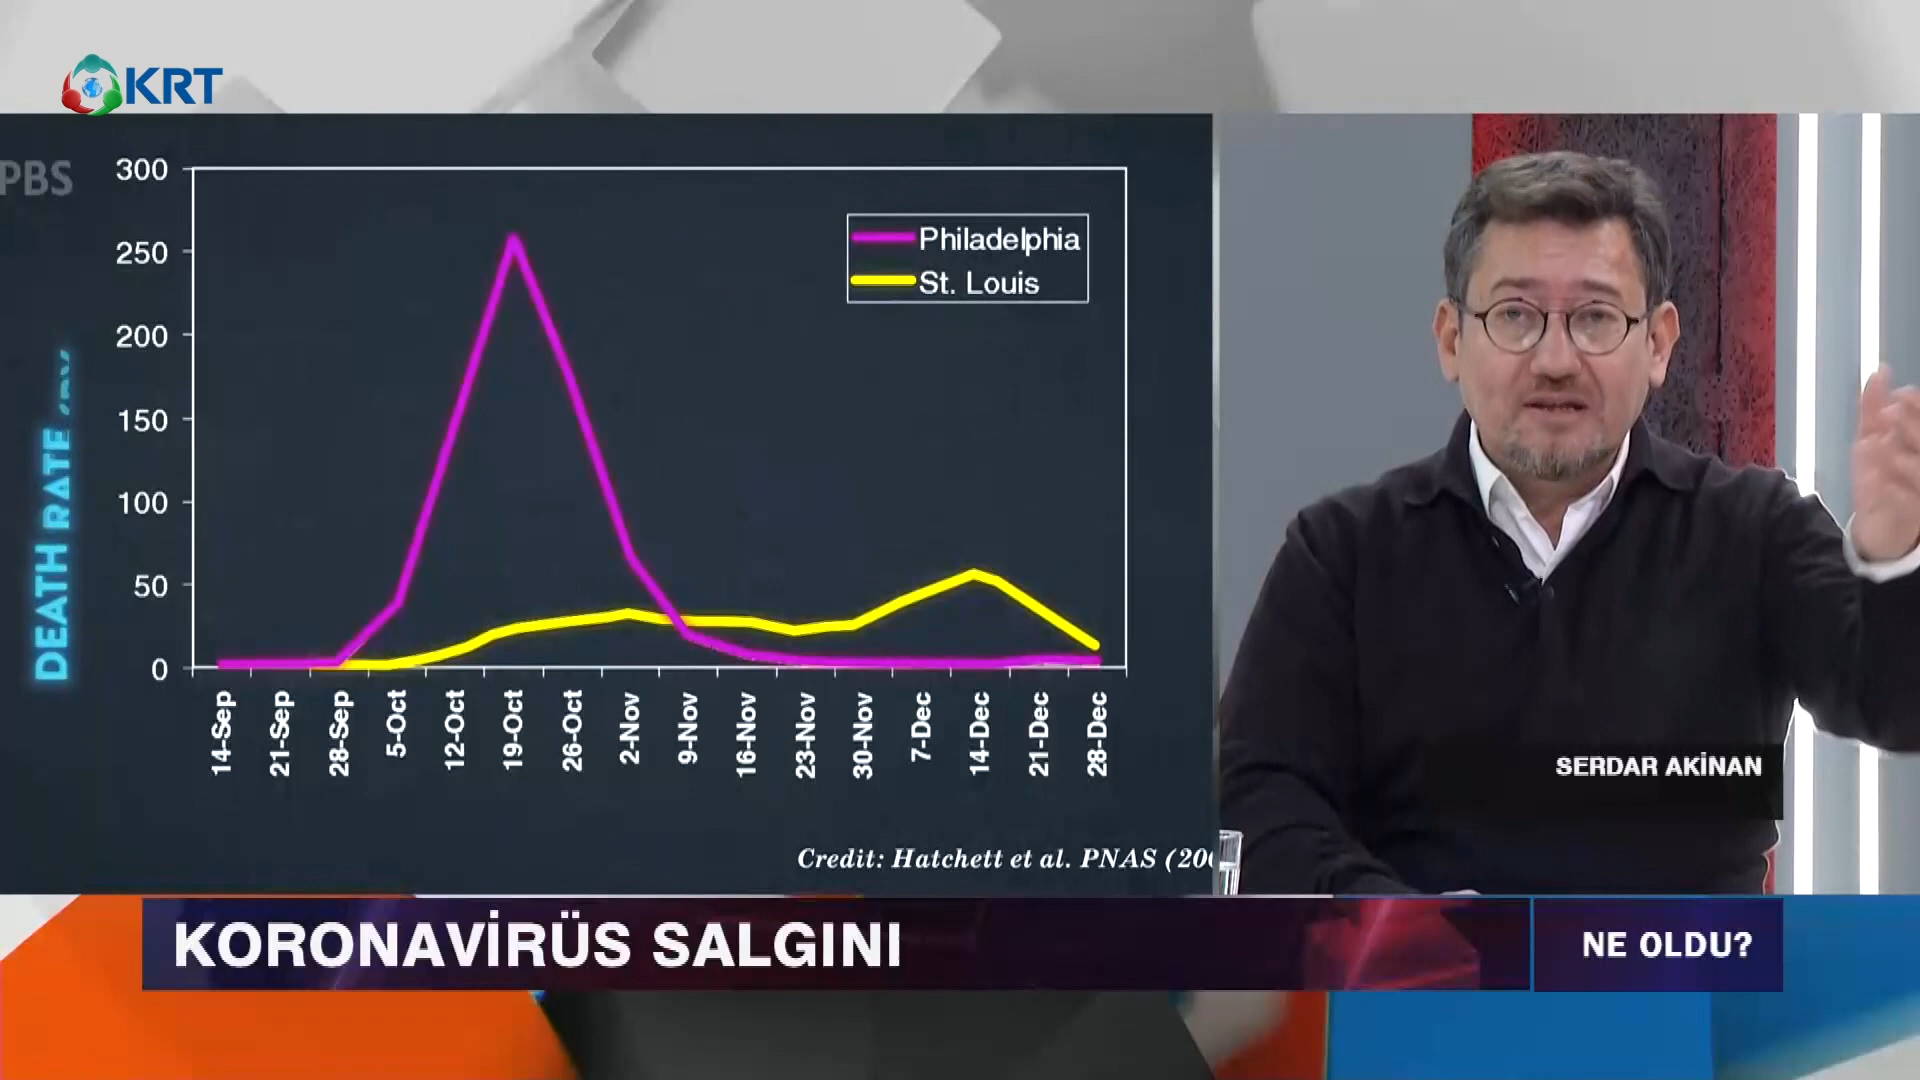 KRT
PBS
300
250
200
150
100
50
0
DEATH RATE
Philadelphia
St. Louis
14-Sep
21-Sep
28-Sep
5-Oct
12-Oct
19-Oct
26-Oct
2-Nov
9-Nov
16-Nov
23-Nov
30-Nov
7-Dec
14-Dec
21-Dec
28-Dec
Credit: Hatchett et al. PNAS (200
SERDAR AKİNAN
KORONAVİRÜS SALGINI
NE OLDU?